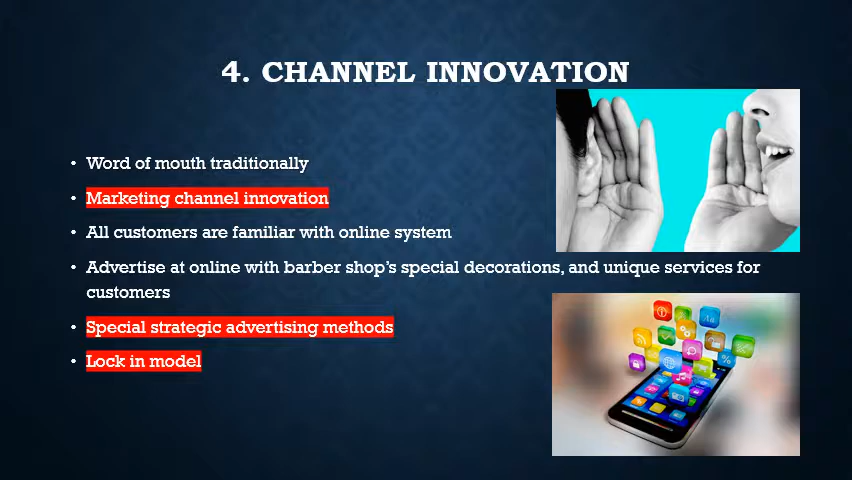 4. CHANNEL INNOVATION
• Word of mouth traditionally
• Marketing channel innovation
• All customers are familiar with online system
• Advertise at online with barber shop's special decorations, and unique services for
customers
• Special strategic advertising methods
• Lock in model